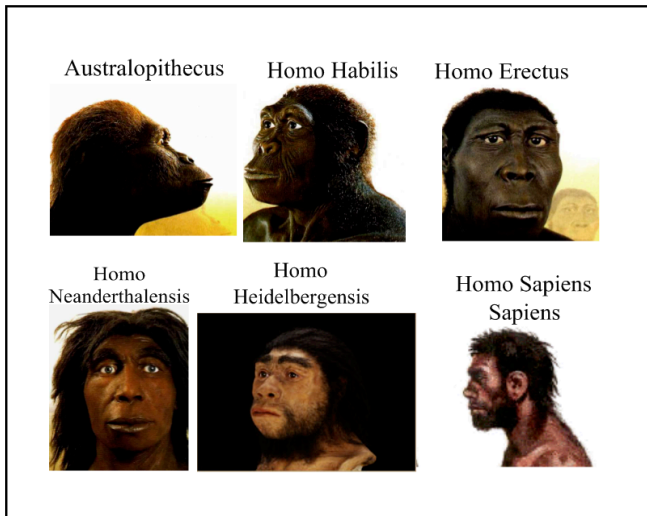 Australopithecus
Homo Habilis
Homo Erectus
Homo
Neanderthalensis
Homo
Heidelbergensis
Homo Sapiens
Sapiens